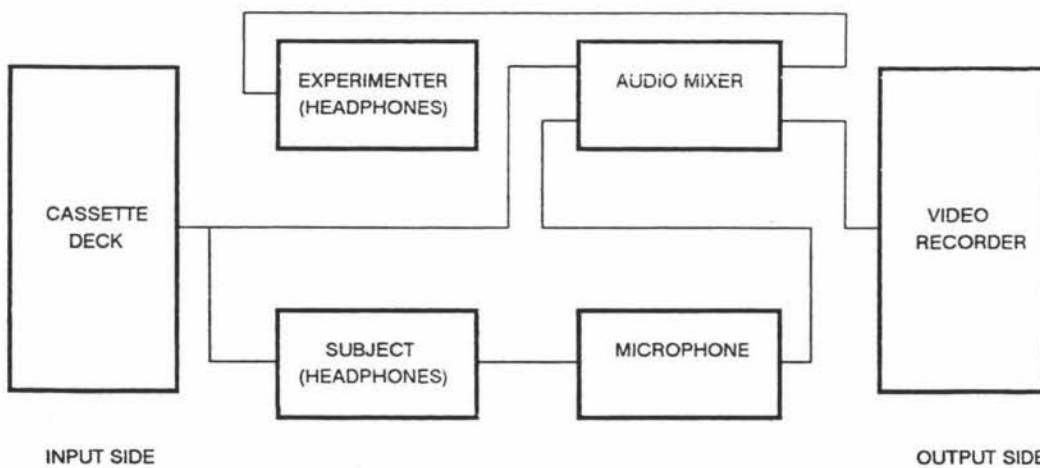 EXPERIMENTER
(HEADPHONES)
AUDIO MIXER
CASSETTE
DECK
VIDEO
RECORDER
SUBJECT
(HEADPHONES)
MICROPHONE
INPUT SIDE
OUTPUT SIDE